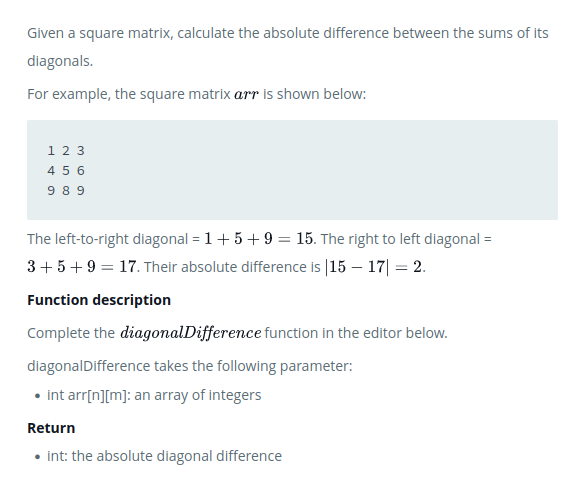 Given a square matrix, calculate the absolute difference between the sums of its
diagonals.
For example, the square matrix arr is shown below:
1 2 3
4 5 6
9 8 9
The left-to-right diagonal = 1 + 5 + 9 = 15. The right to left diagonal =
3 + 5 + 9 = 17. Their absolute difference is |15 − 17| = 2.
Function description
Complete the diagonalDifference function in the editor below.
diagonalDifference takes the following parameter:
• int arr[n][m]: an array of integers
Return
• int: the absolute diagonal difference